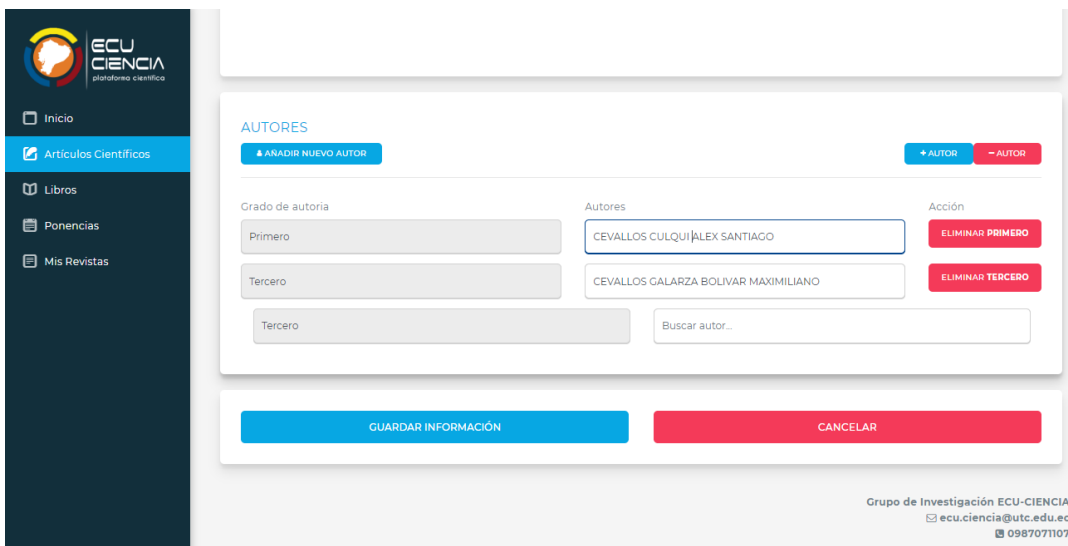 ECU
CIENCIA
plataforma científica
Inicio
Artículos Científicos
Libros
Ponencias
Mis Revistas
AUTORES
AÑADIR NUEVO AUTOR
+ AUTOR
− AUTOR
Grado de autoria Autores Acción
Primero CEVALLOS CULQUI ALEX SANTIAGO ELIMINAR PRIMERO
Tercero CEVALLOS GALARZA BOLIVAR MAXIMILIANO ELIMINAR TERCERO
Tercero Buscar autor...
GUARDAR INFORMACIÓN CANCELAR
Grupo de Investigación ECU-CIENCIA
ecu.ciencia@utc.edu.ec
0987071107